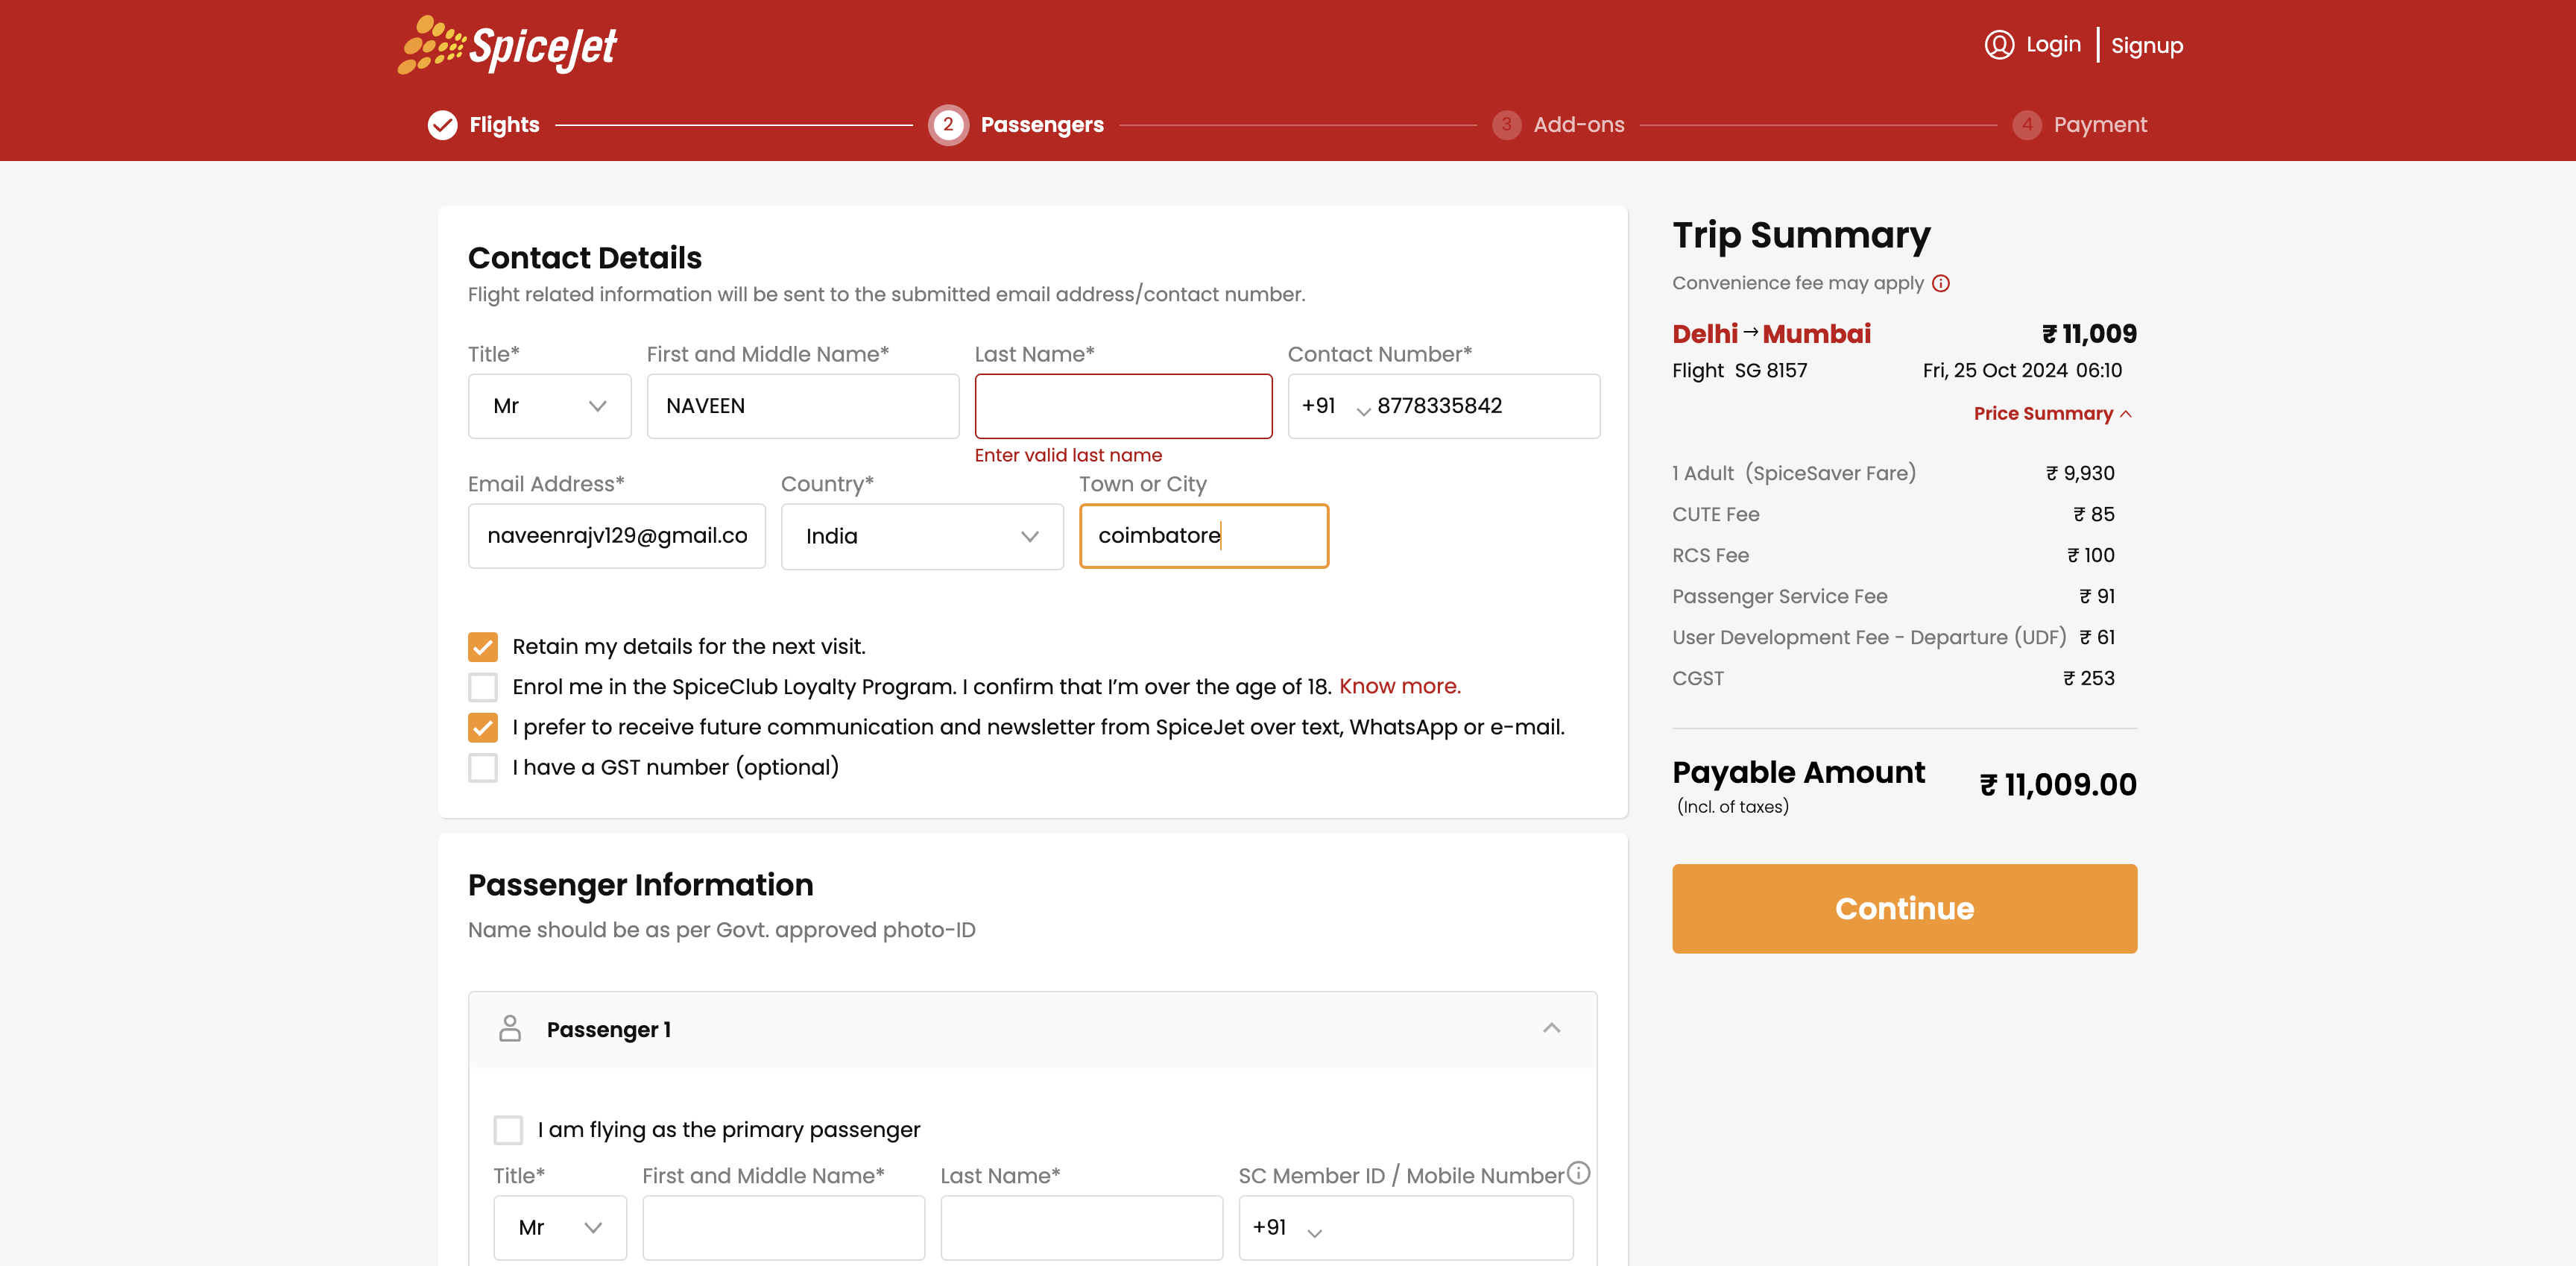 SpiceJet
Login | Signup
Flights
2 Passengers
3 Add-ons
4 Payment
Contact Details
Flight related information will be sent to the submitted email address/contact number.
Title* First and Middle Name* Last Name* Contact Number*
Mr NAVEEN +91 8778335842
Enter valid last name
Email Address* Country* Town or City
naveenrajv129@gmail.co India coimbatore
Retain my details for the next visit.
Enrol me in the SpiceClub Loyalty Program. I confirm that I’m over the age of 18. Know more.
I prefer to receive future communication and newsletter from SpiceJet over text, WhatsApp or e-mail.
I have a GST number (optional)
Passenger Information
Name should be as per Govt. approved photo-ID
Passenger 1
I am flying as the primary passenger
Title* First and Middle Name* Last Name* SC Member ID / Mobile Number
Mr +91
Trip Summary
Convenience fee may apply
Delhi → Mumbai ₹ 11,009
Flight SG 8157 Fri, 25 Oct 2024 06:10
Price Summary
1 Adult (SpiceSaver Fare) ₹ 9,930
CUTE Fee ₹ 85
RCS Fee ₹ 100
Passenger Service Fee ₹ 91
User Development Fee - Departure (UDF) ₹ 61
CGST ₹ 253
Payable Amount ₹ 11,009.00
(Incl. of taxes)
Continue